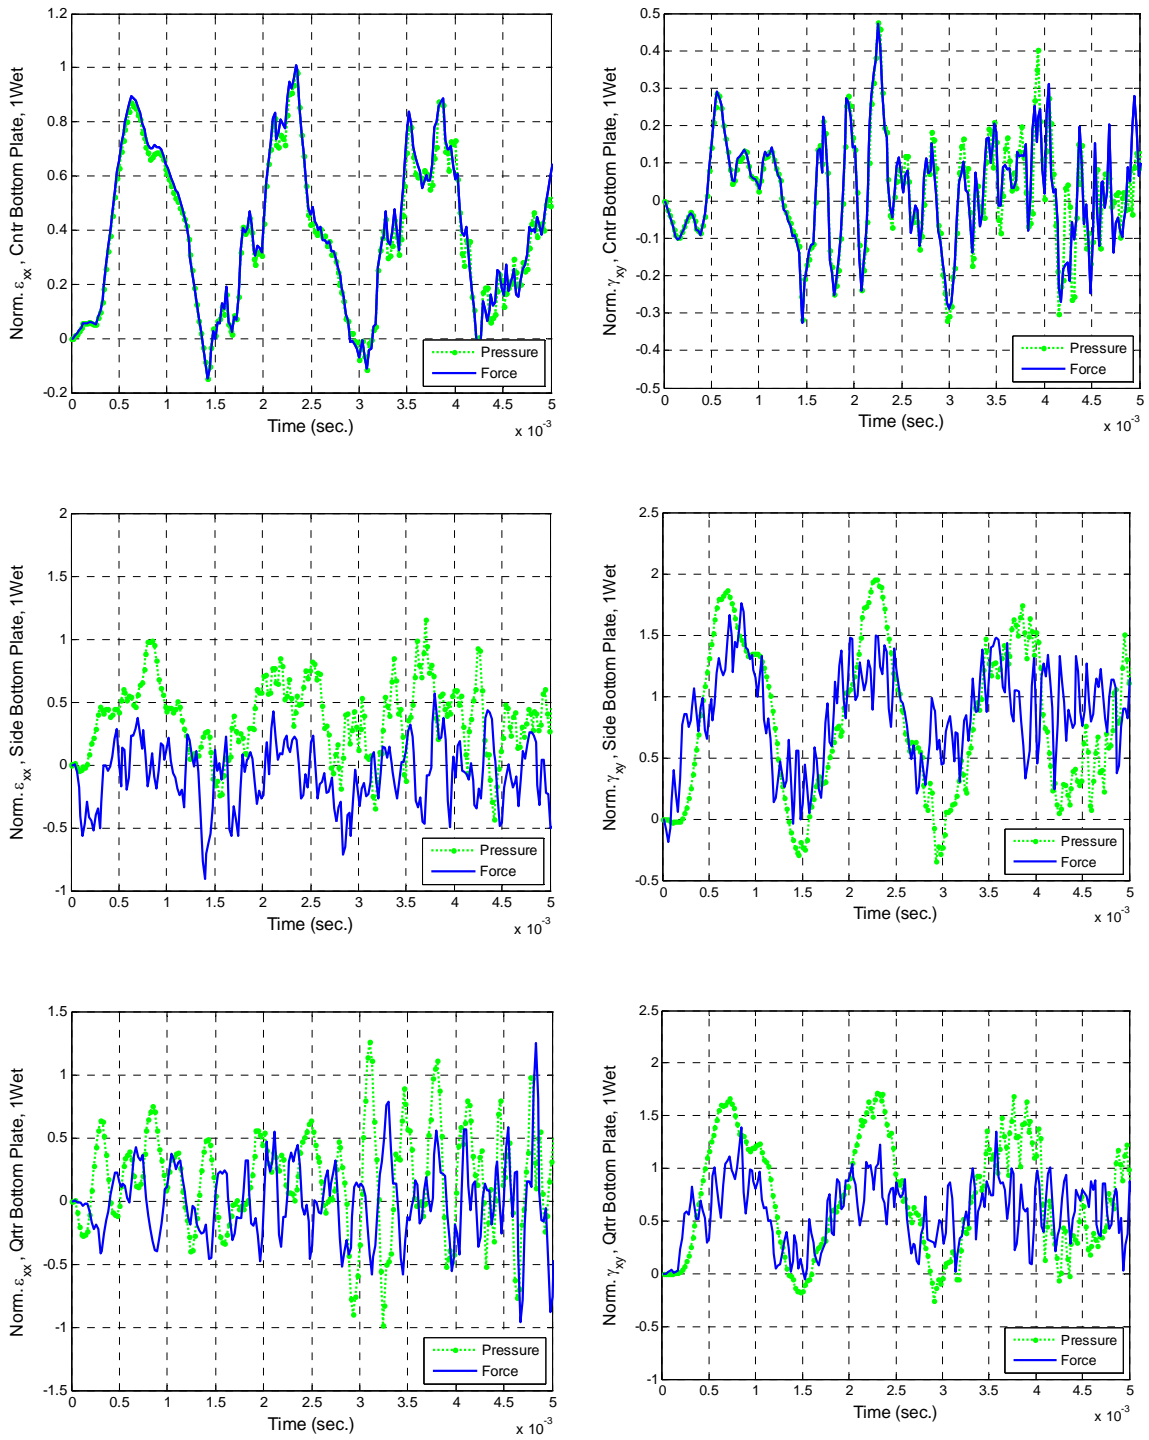 1.2
1
0.8
0.6
0.4
0.2
0
-0.2
Norm. εxx , Cntr Bottom Plate, 1Wet
Pressure
Force
0 0.5 1 1.5 2 2.5 3 3.5 4 4.5 5
Time (sec.)
x 10-3
0.5
0.4
0.3
0.2
0.1
0
-0.1
-0.2
-0.3
-0.4
-0.5
Norm. γxy , Cntr Bottom Plate, 1Wet
Pressure
Force
0 0.5 1 1.5 2 2.5 3 3.5 4 4.5 5
Time (sec.)
x 10-3
2
1.5
1
0.5
0
-0.5
-1
Norm. εxx , Side Bottom Plate, 1Wet
Pressure
Force
0 0.5 1 1.5 2 2.5 3 3.5 4 4.5 5
Time (sec.)
x 10-3
2.5
2
1.5
1
0.5
0
-0.5
Norm. γxy , Side Bottom Plate, 1Wet
Pressure
Force
0 0.5 1 1.5 2 2.5 3 3.5 4 4.5 5
Time (sec.)
x 10-3
1.5
1
0.5
0
-0.5
-1
-1.5
Norm. εxx , Qrtr Bottom Plate, 1Wet
Pressure
Force
0 0.5 1 1.5 2 2.5 3 3.5 4 4.5 5
Time (sec.)
x 10-3
2.5
2
1.5
1
0.5
0
-0.5
-1
Norm. γxy , Qrtr Bottom Plate, 1Wet
Pressure
Force
0 0.5 1 1.5 2 2.5 3 3.5 4 4.5 5
Time (sec.)
x 10-3